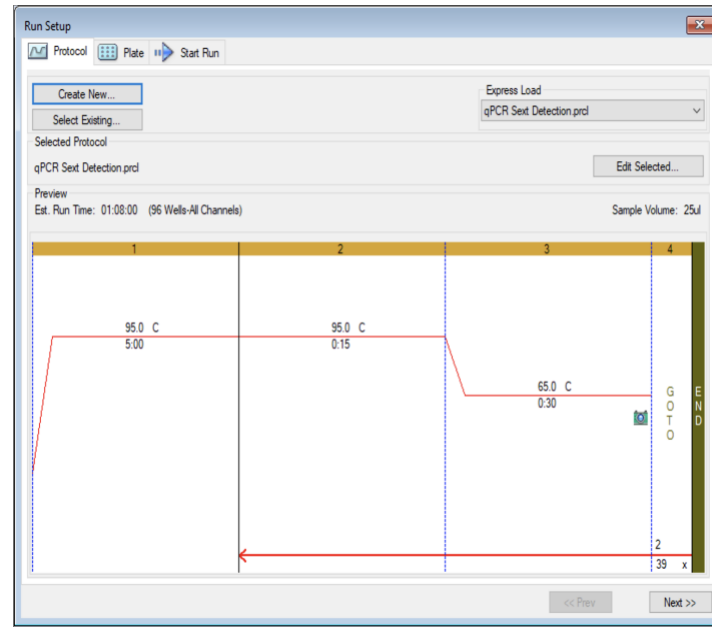 Run Setup
Protocol Plate Start Run
Create New...
Express Load
qPCR Sext Detection.prcl
Select Existing...
Selected Protocol
qPCR Sext Detection.prcl
Edit Selected...
Preview
Est. Run Time: 01:08:00 (96 Wells-All Channels) Sample Volume: 25ul
1 2 3 4
95.0 C 95.0 C
5:00 0:15
65.0 C
0:30
GOTO
END
2
39 x
<< Prev Next >>